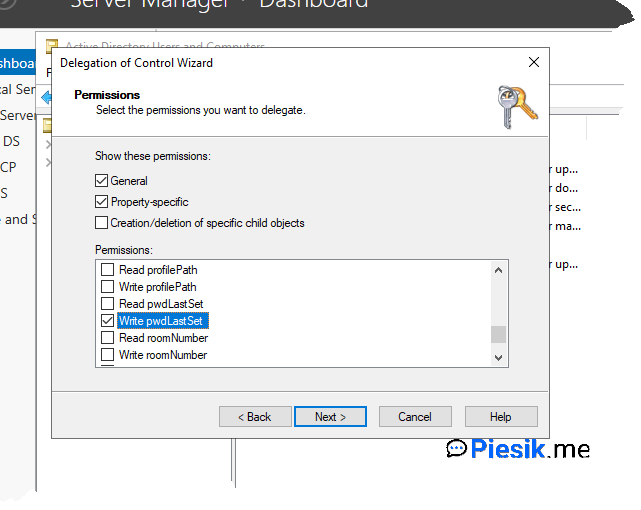 Server Manager · Dashboard
Active Directory Users and Computers
Delegation of Control Wizard
Permissions
Select the permissions you want to delegate.
Show these permissions:
General
Property-specific
Creation/deletion of specific child objects
Permissions:
Read profilePath
Write profilePath
Read pwdLastSet
Write pwdLastSet
Read roomNumber
Write roomNumber
< Back
Next >
Cancel
Help
shboar
F
cal Ser
Server
DS
CP
S
e and S
r up...
r do...
r sec...
r ma...
r up...
Piesik.me